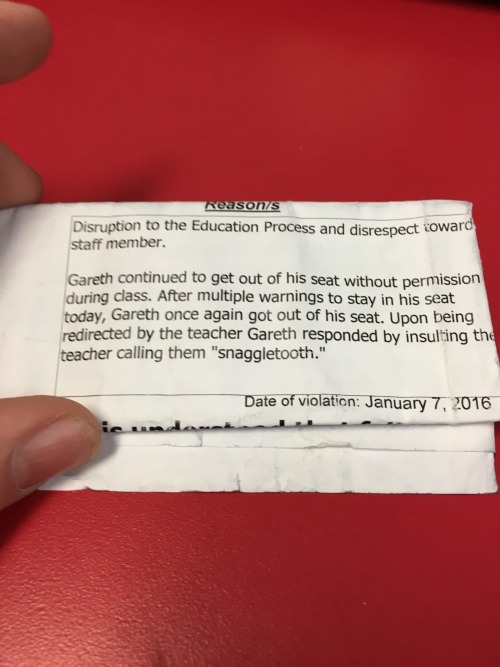 Reason/s
Disruption to the Education Process and disrespect toward
staff member.
Gareth continued to get out of his seat without permission
during class. After multiple warnings to stay in his seat
today, Gareth once again got out of his seat. Upon being
redirected by the teacher Gareth responded by insulting the
teacher calling them "snaggletooth."
Date of violation: January 7, 2016
is understood that